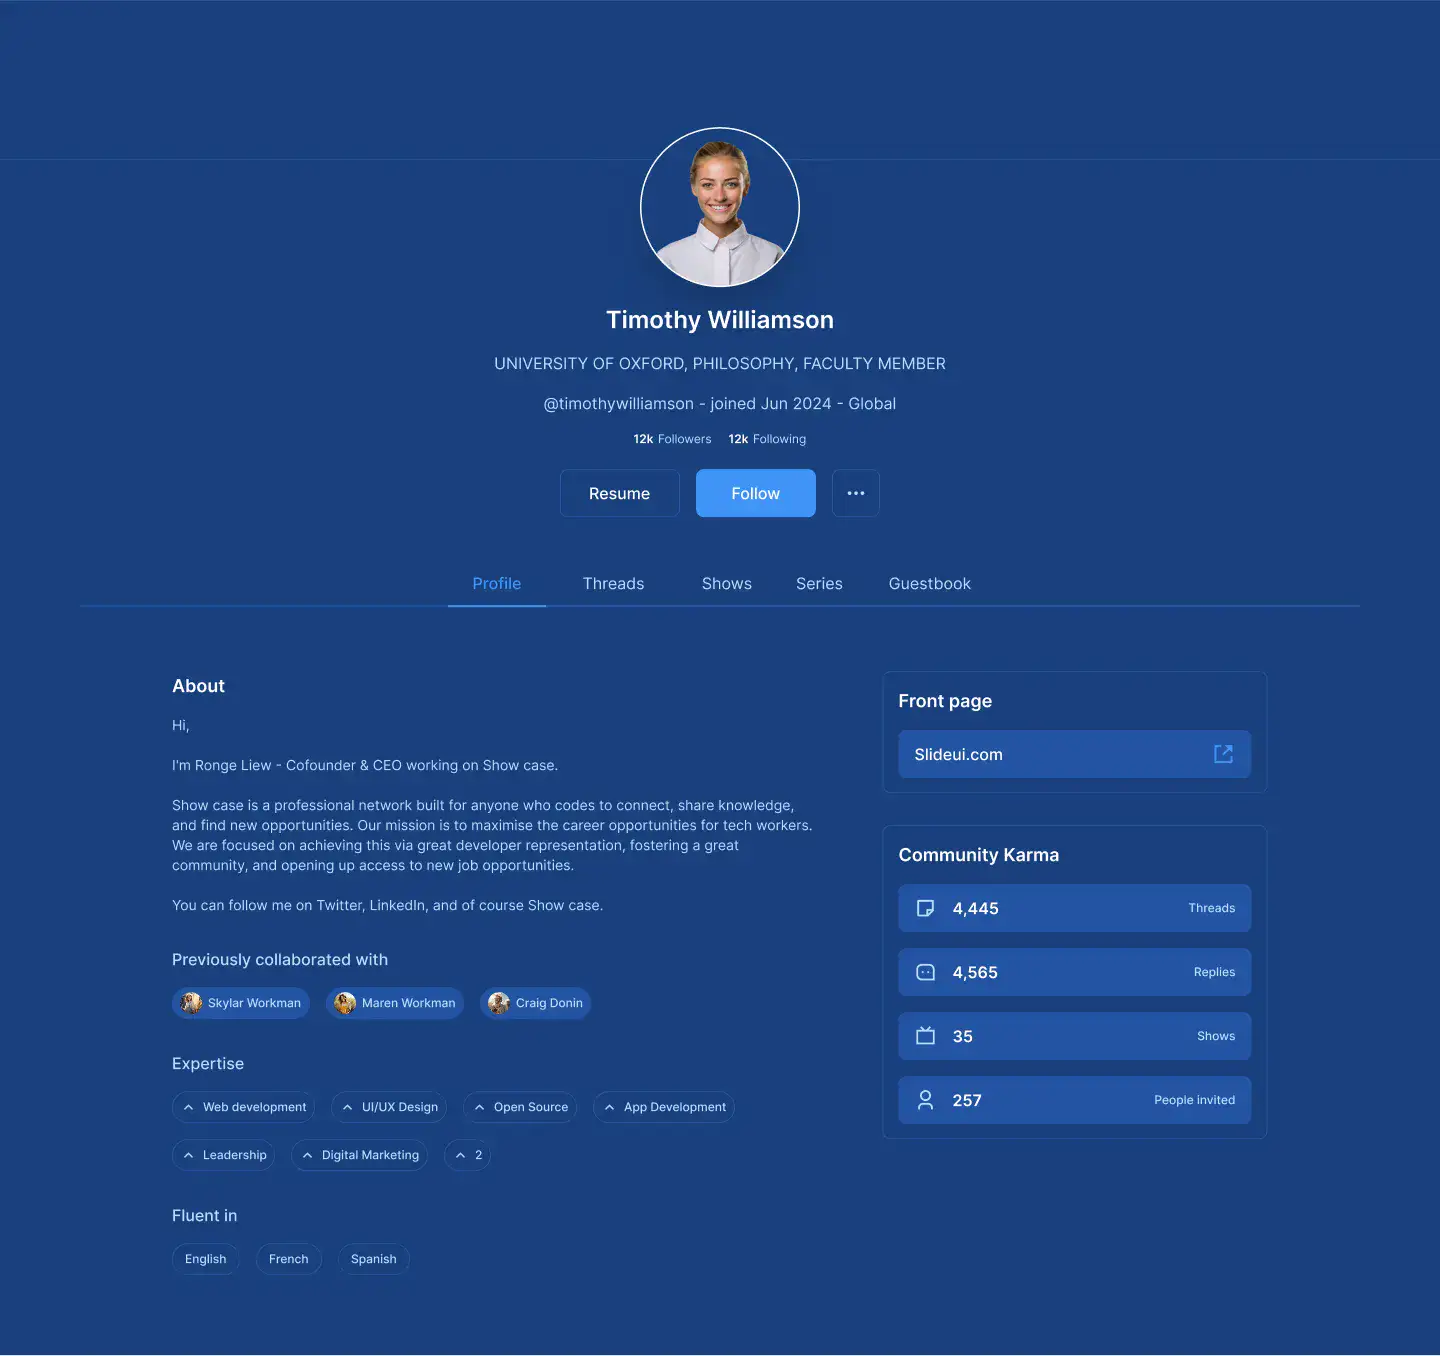 Timothy Williamson
UNIVERSITY OF OXFORD, PHILOSOPHY, FACULTY MEMBER
@timothywilliamson - joined Jun 2024 - Global
12k Followers 12k Following
Resume Follow
Profile Threads Shows Series Guestbook
About
Hi,
I'm Ronge Liew - Cofounder & CEO working on Show case.
Show case is a professional network built for anyone who codes to connect, share knowledge,
and find new opportunities. Our mission is to maximise the career opportunities for tech workers.
We are focused on achieving this via great developer representation, fostering a great
community, and opening up access to new job opportunities.
You can follow me on Twitter, LinkedIn, and of course Show case.
Previously collaborated with
Skylar Workman Maren Workman Craig Donin
Expertise
Web development UI/UX Design Open Source App Development
Leadership Digital Marketing 2
Fluent in
English French Spanish
Front page
Slideui.com
Community Karma
4,445 Threads
4,565 Replies
35 Shows
257 People invited